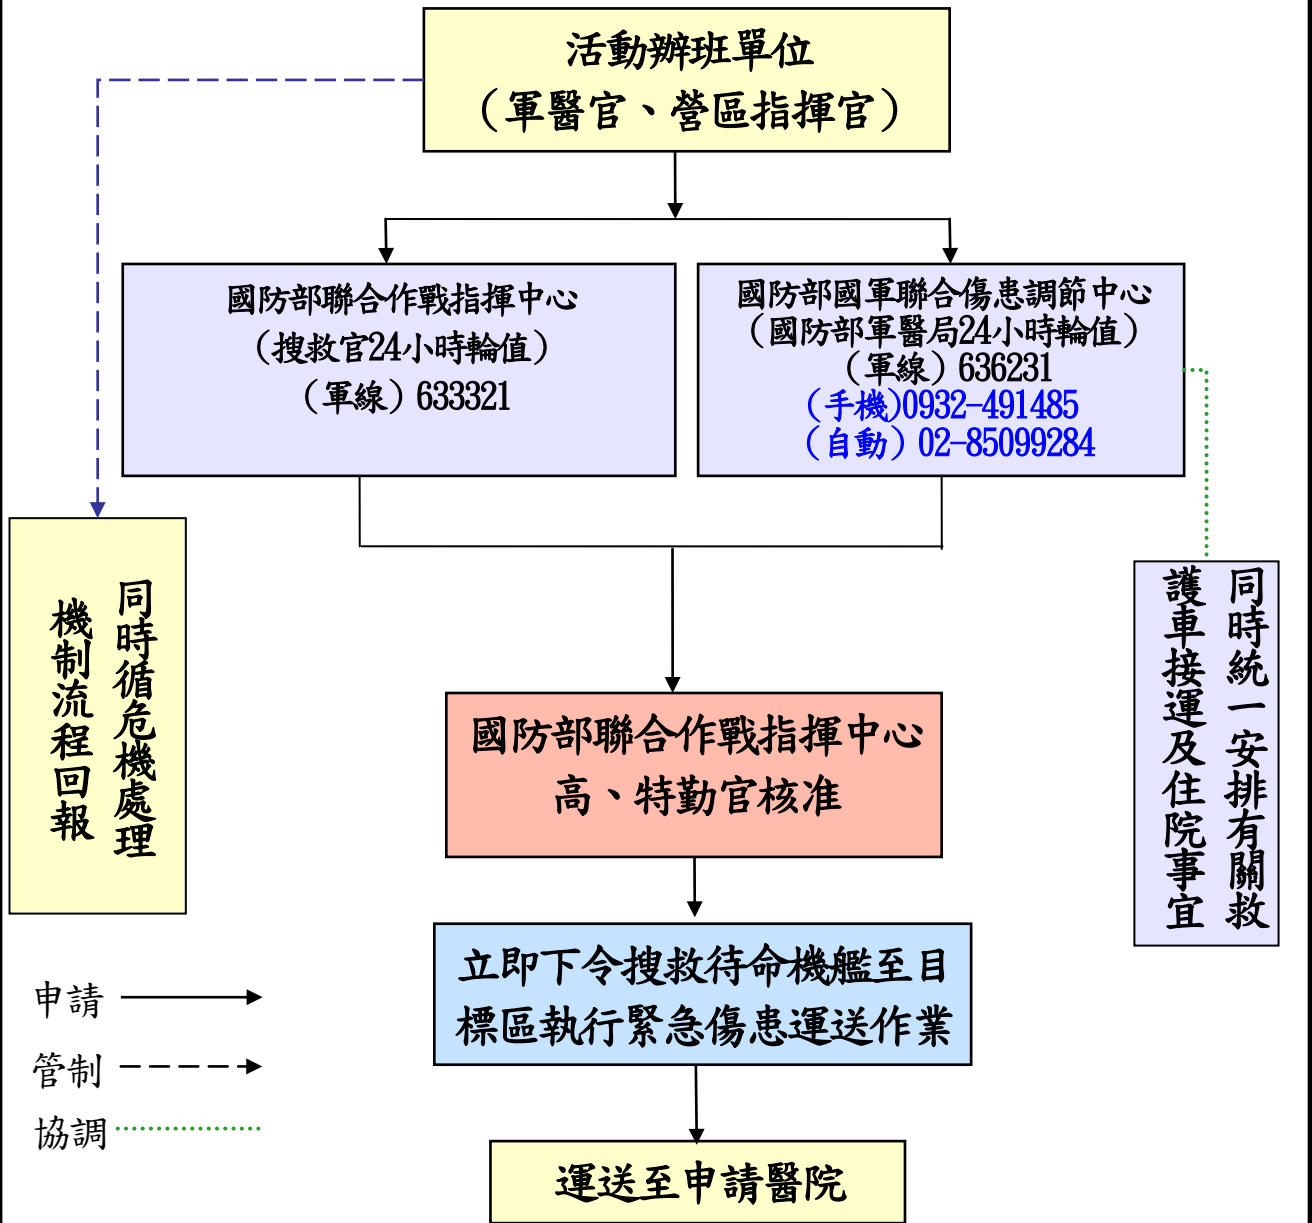 活動辦班單位
（軍醫官、營區指揮官）
國防部聯合作戰指揮中心
（搜救官24小時輪值）
（軍線）633321
國防部國軍聯合傷患調節中心
（國防部軍醫局24小時輪值）
（軍線）636231
（手機)0932-491485
（自動）02-85099284
同時循危機處理
機制流程回報
同時統一安排有關救
護車接運及住院事宜
國防部聯合作戰指揮中心
高、特勤官核准
立即下令搜救待命機艦至目
標區執行緊急傷患運送作業
運送至申請醫院
申請
管制
協調